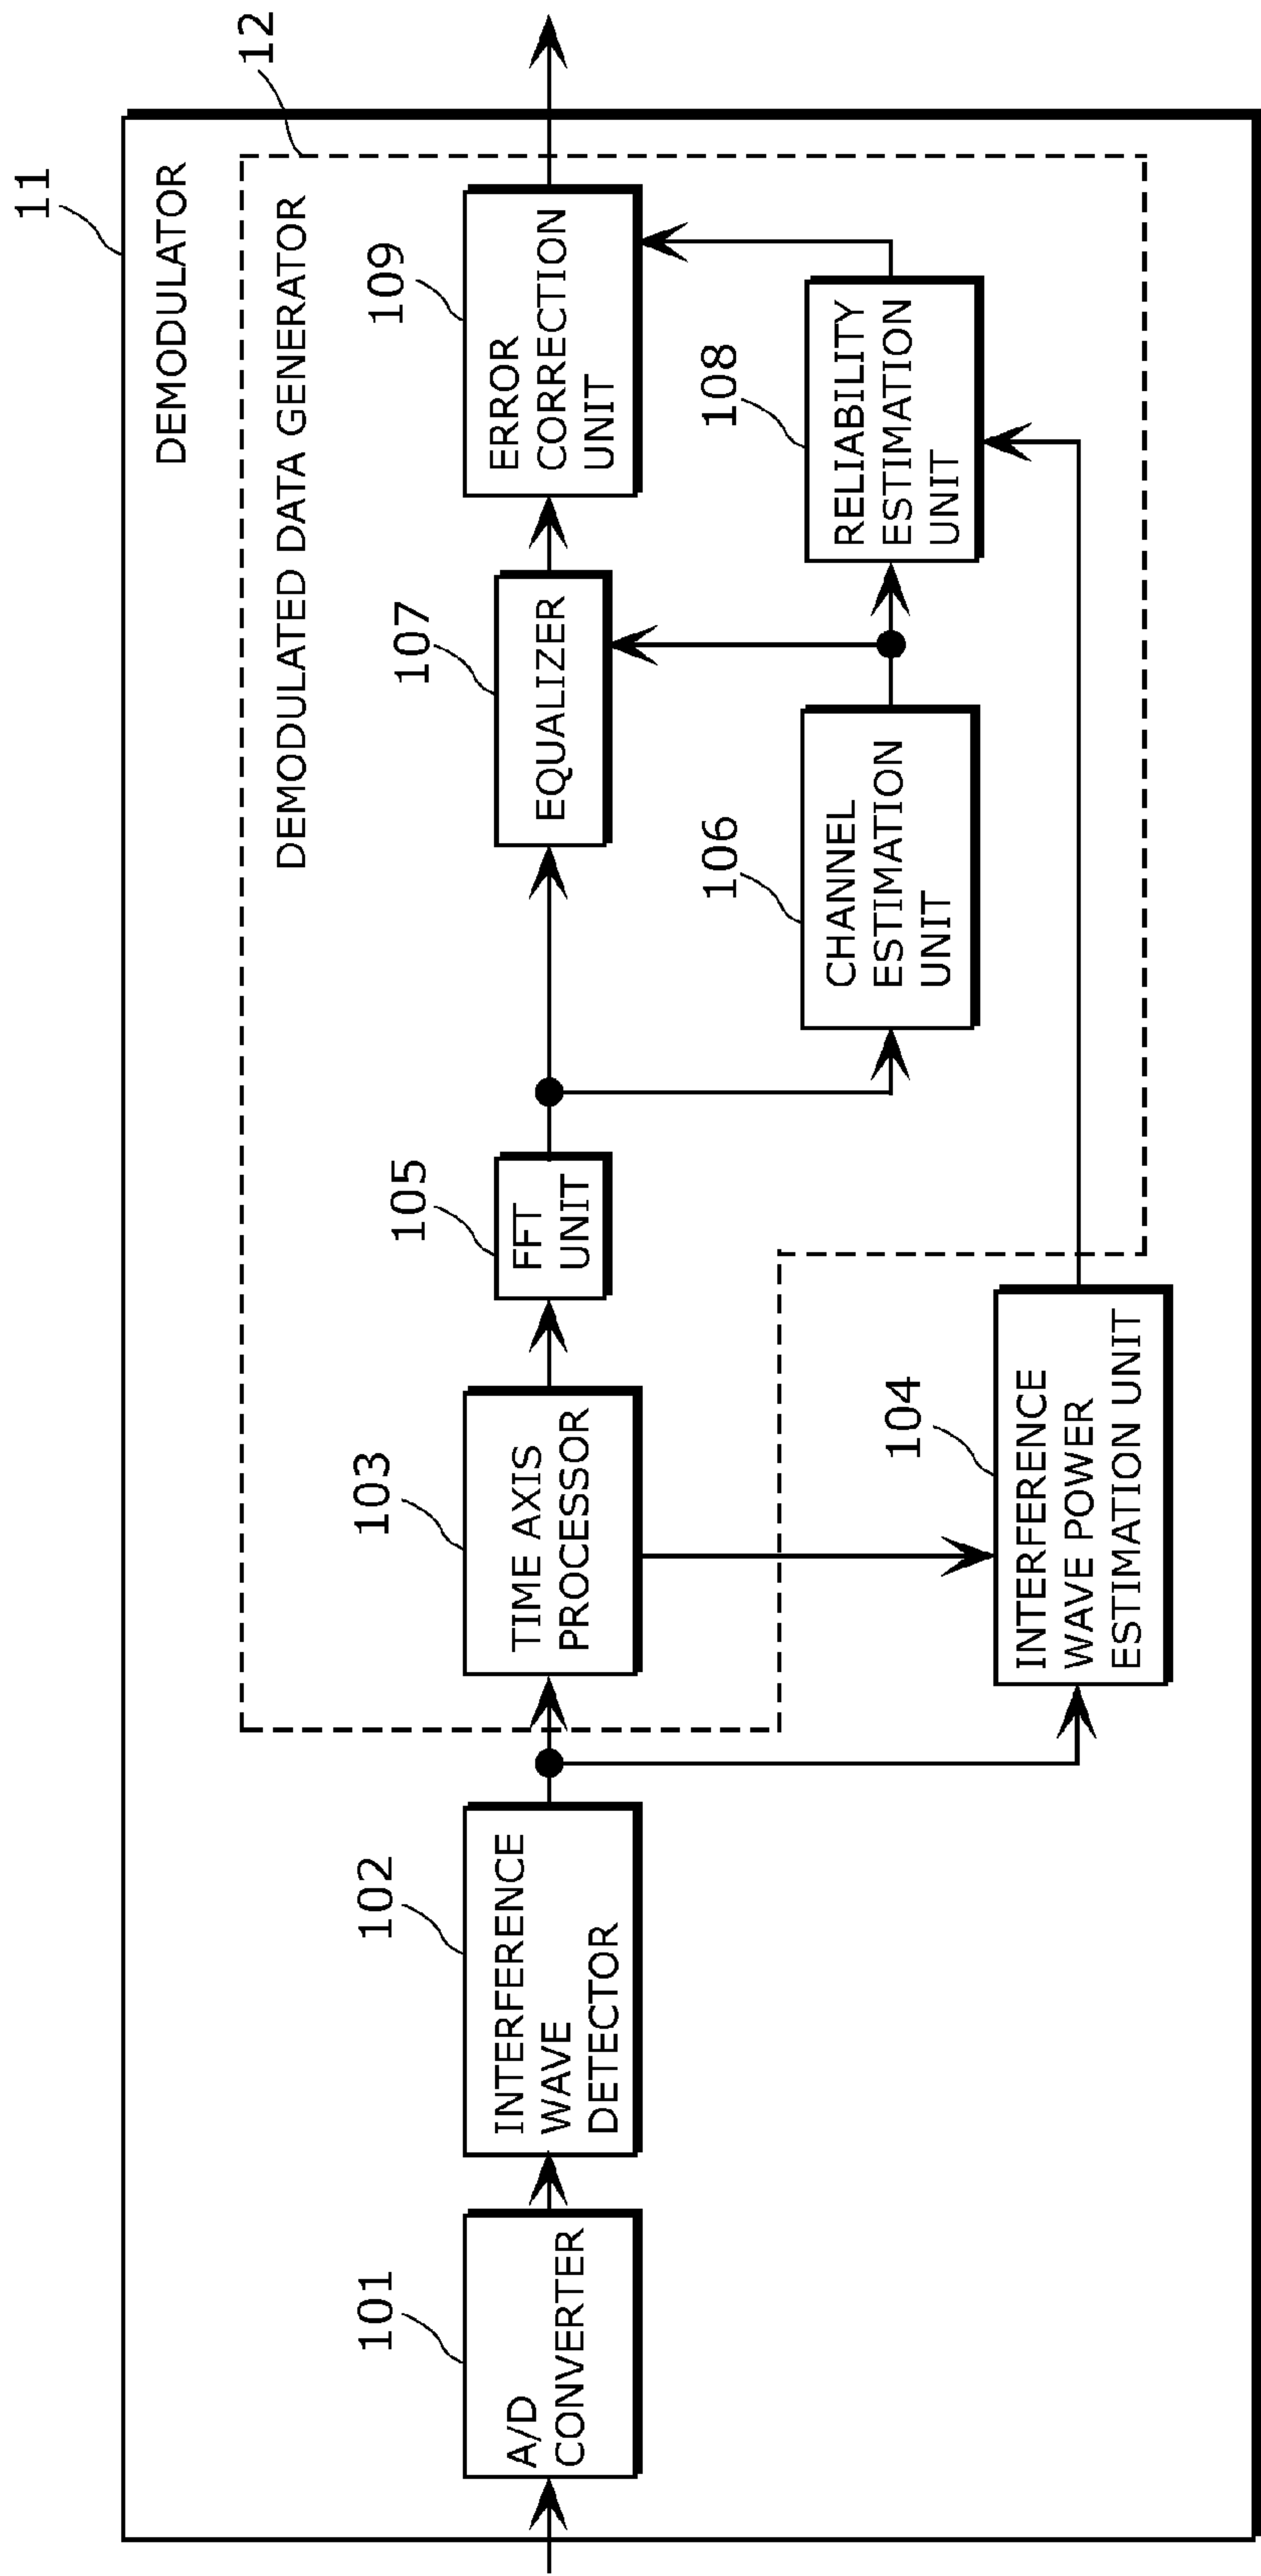 11
DEMODULATOR
12
DEMODULATED DATA GENERATOR
101
A/D
CONVERTER
102
INTERFERENCE
WAVE
DETECTOR
103
TIME AXIS
PROCESSOR
104
INTERFERENCE
WAVE POWER
ESTIMATION UNIT
105
FFT
UNIT
106
CHANNEL
ESTIMATION
UNIT
107
EQUALIZER
108
RELIABILITY
ESTIMATION
UNIT
109
ERROR
CORRECTION
UNIT